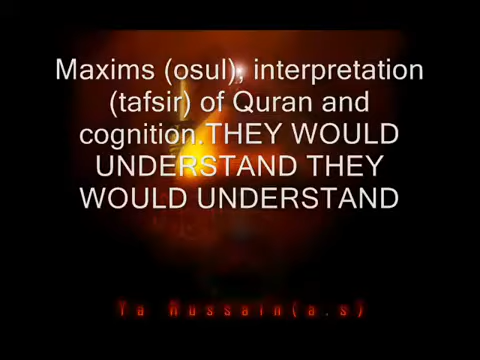 Maxims (osul), interpretation
(tafsir) of Quran and
cognition.THEY WOULD
UNDERSTAND THEY
WOULD UNDERSTAND
Ya Hussain(a.s)